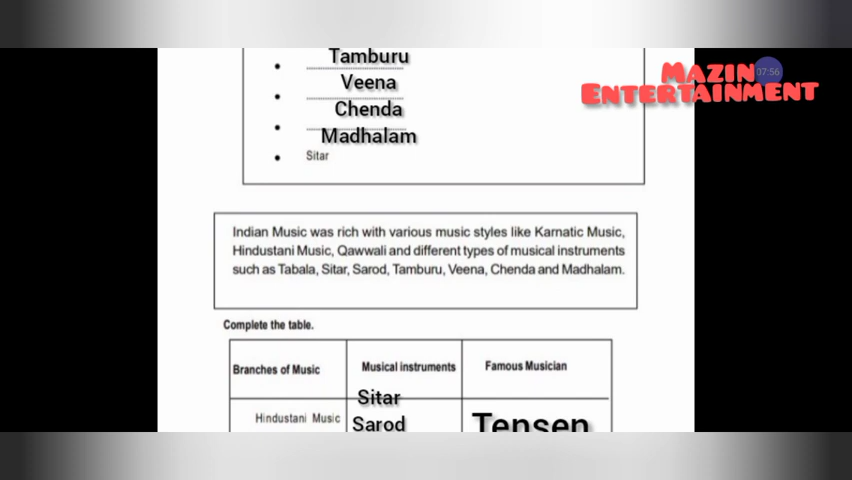 Tamburu
Veena
Chenda
Madhalam
Sitar
MAZIN
07:56
ENTERTAINMENT
Indian Music was rich with various music styles like Karnatic Music,
Hindustani Music, Qawwali and different types of musical instruments
such as Tabala, Sitar, Sarod, Tamburu, Veena, Chenda and Madhalam.
Complete the table.
Branches of Music Musical instruments Famous Musician
Sitar
Hindustani Music Sarod Tensen